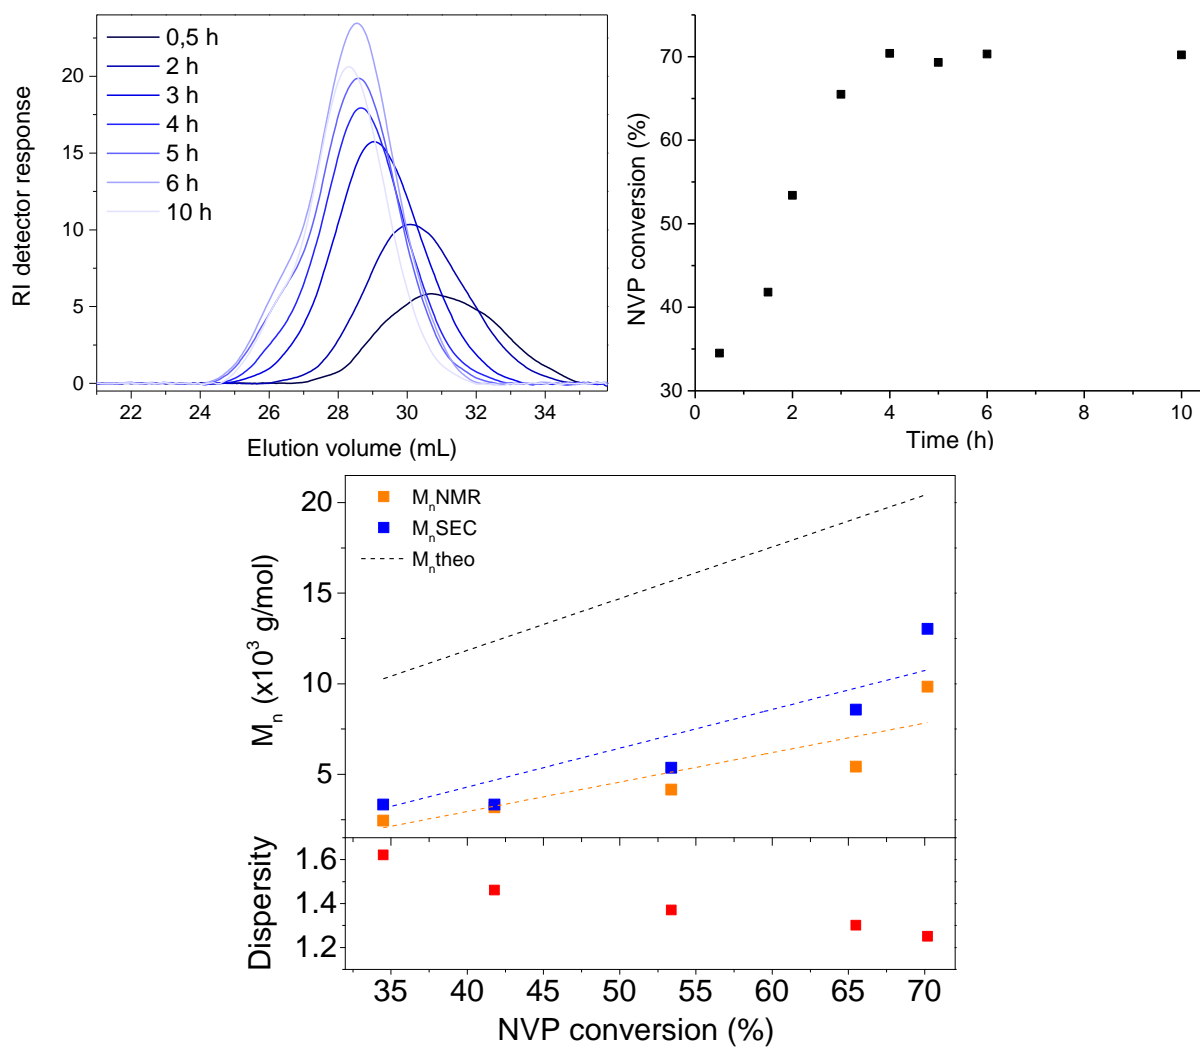 0,5 h
2 h
3 h
4 h
5 h
6 h
10 h
RI detector response
20
15
10
5
0
22 24 26 28 30 32 34
Elution volume (mL)
NVP conversion (%)
70
60
50
40
30
0 2 4 6 8 10
Time (h)
MnNMR
MnSEC
Mntheo
Mn (x10³ g/mol)
20
15
10
5
Dispersity
1.6
1.4
1.2
35 40 45 50 55 60 65 70
NVP conversion (%)